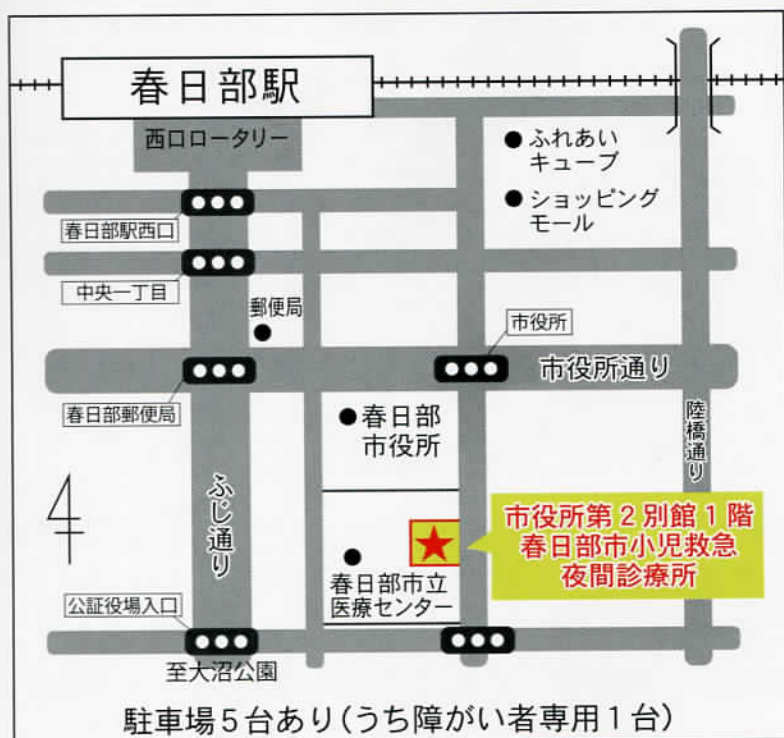 春日部駅
西口ロータリー
ふれあい
キューブ
ショッピング
モール
春日部駅西口
中央一丁目
郵便局
市役所
市役所通り
春日部郵便局
春日部
市役所
陸橋通り
ふじ通り
市役所第2別館1階
春日部市小児救急
夜間診療所
春日部市立
医療センター
公証役場入口
至大沼公園
駐車場5台あり(うち障がい者専用1台)